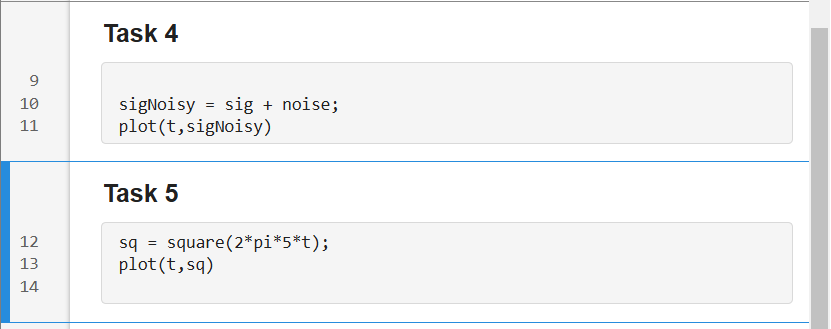 Task 4
9
10 sigNoisy = sig + noise;
11 plot(t,sigNoisy)
Task 5
12 sq = square(2*pi*5*t);
13 plot(t,sq)
14